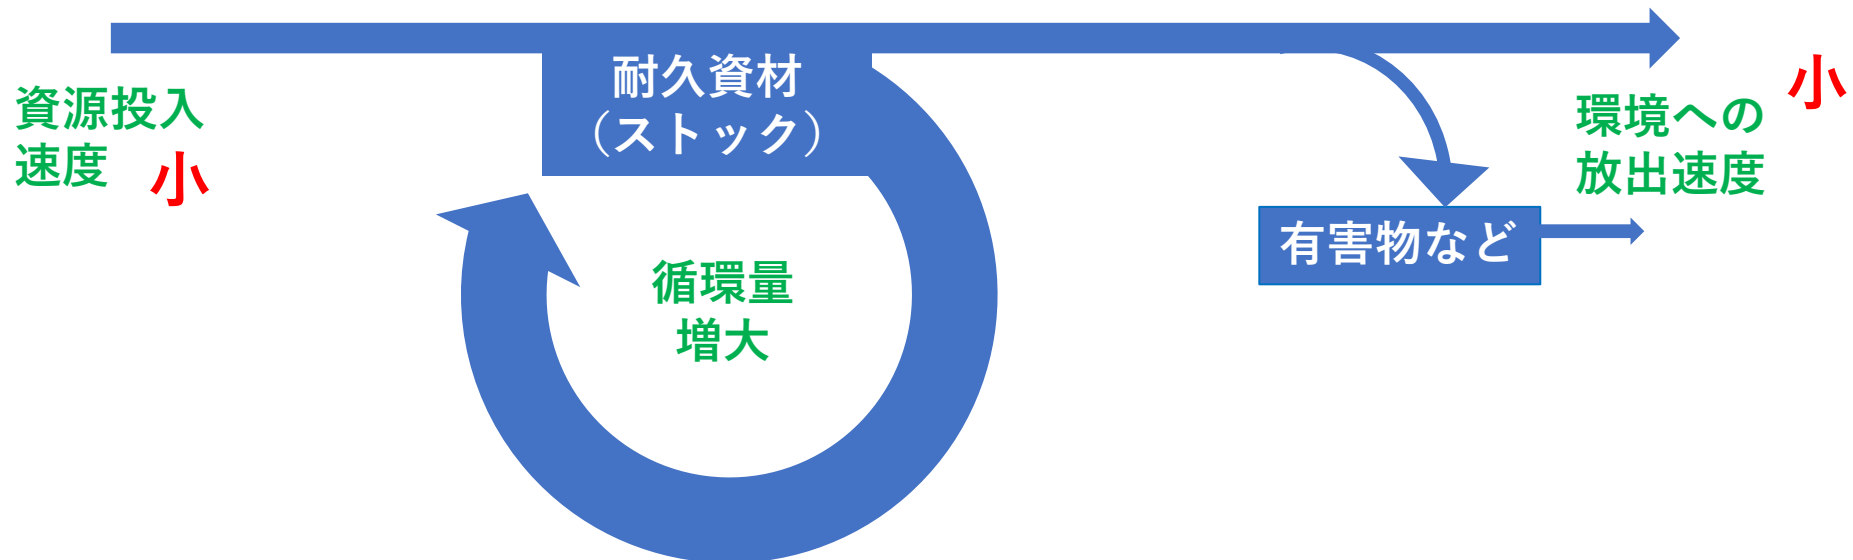 耐久資材
（ストック）
資源投入
速度
小
循環量
増大
有害物など
環境への
放出速度
小